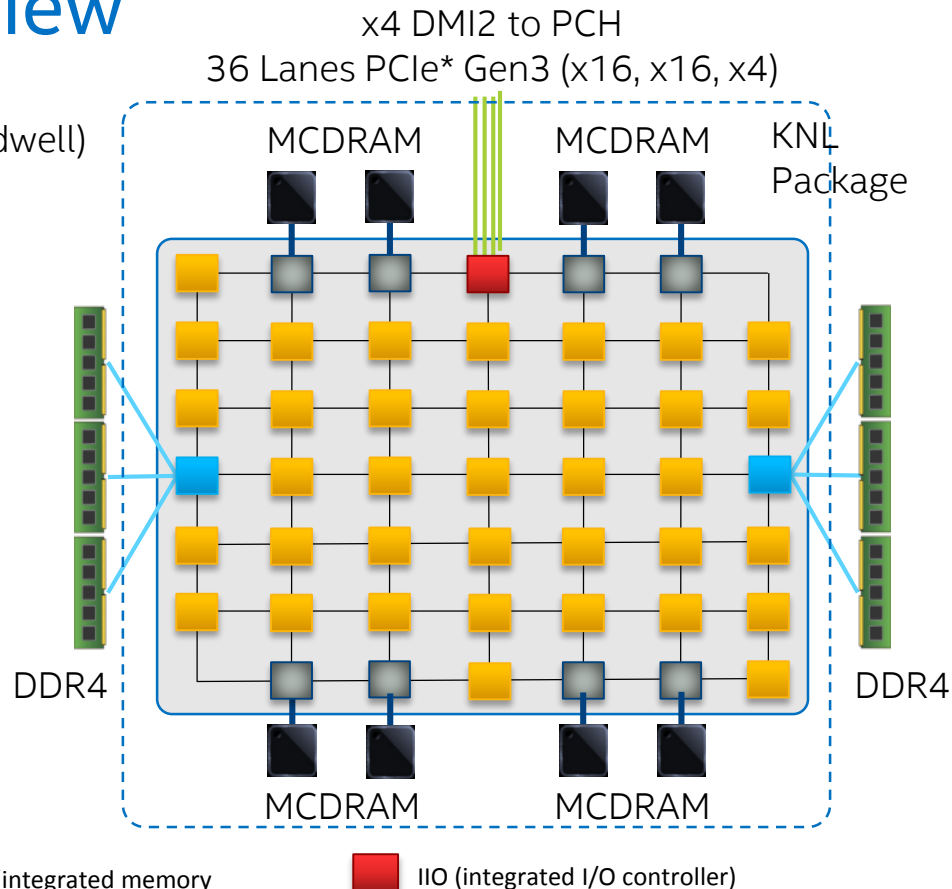 iew
x4 DMI2 to PCH
36 Lanes PCIe* Gen3 (x16, x16, x4)
dwell)
MCDRAM
MCDRAM
KNL
Package
DDR4
DDR4
MCDRAM
MCDRAM
integrated memory
IIO (integrated I/O controller)